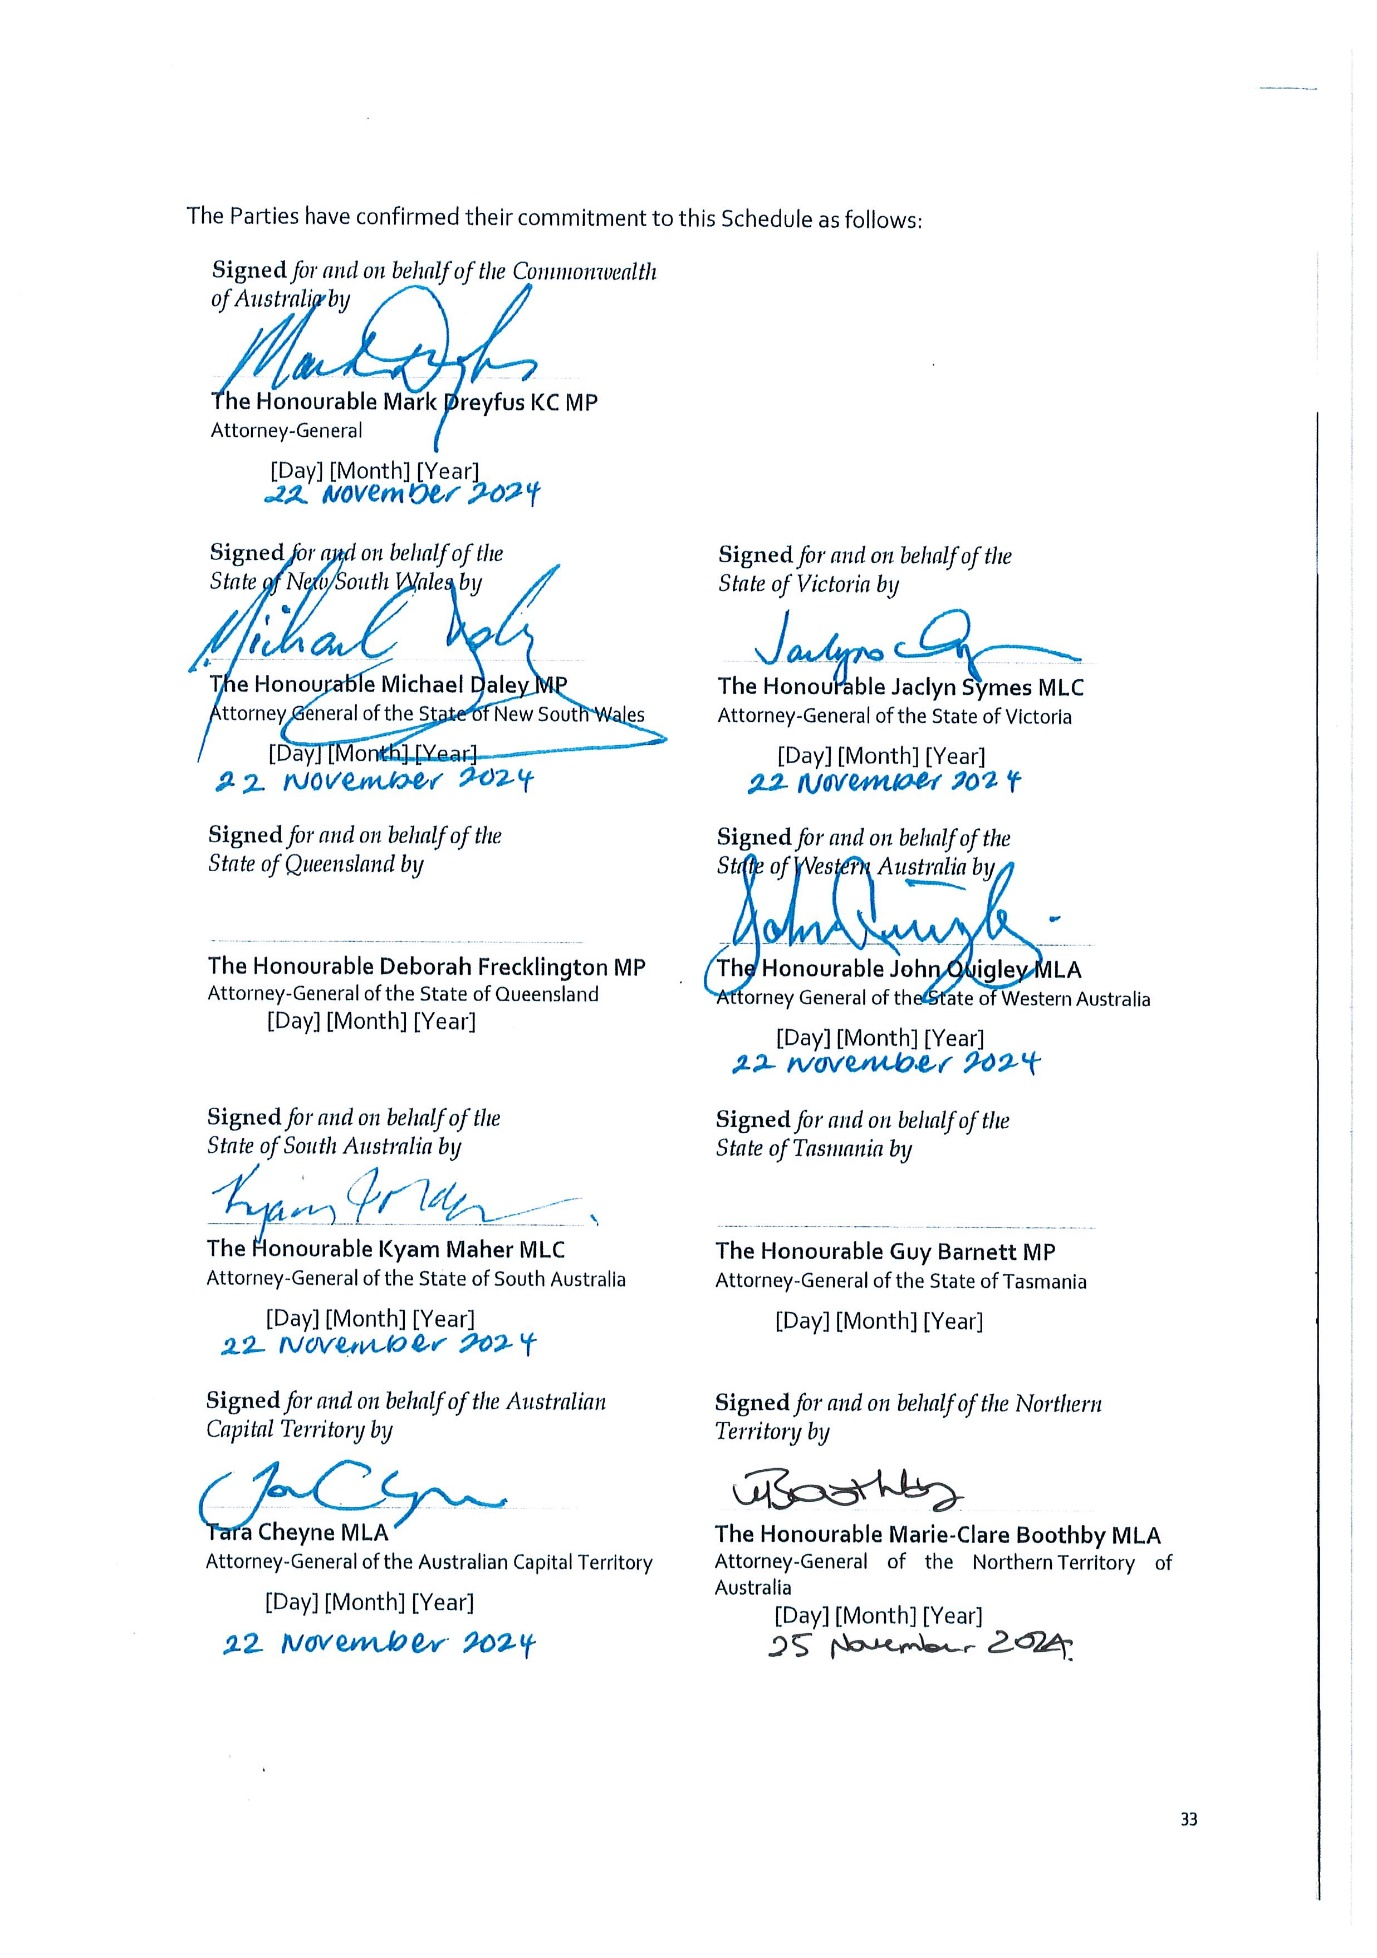 The Parties have confirmed their commitment to this Schedule as follows:
Signed for and on behalf of the Commonwealth
of Australia by
Mark Dreyfus
The Honourable Mark Dreyfus KC MP
Attorney-General
[Day] [Month] [Year]
22 November 2024
Signed for and on behalf of the
State of New South Wales by
Michael Daley
The Honourable Michael Daley MP
Attorney General of the State of New South Wales
[Day] [Month] [Year]
22 November 2024
Signed for and on behalf of the
State of Victoria by
Jaclyn
The Honourable Jaclyn Symes MLC
Attorney-General of the State of Victoria
[Day] [Month] [Year]
22 November 2024
Signed for and on behalf of the
State of Queensland by
The Honourable Deborah Frecklington MP
Attorney-General of the State of Queensland
[Day] [Month] [Year]
Signed for and on behalf of the
State of Western Australia by
John Quigley
The Honourable John Quigley MLA
Attorney General of the State of Western Australia
[Day] [Month] [Year]
22 November 2024
Signed for and on behalf of the
State of South Australia by
Kyam
The Honourable Kyam Maher MLC
Attorney-General of the State of South Australia
[Day] [Month] [Year]
22 November 2024
Signed for and on behalf of the
State of Tasmania by
The Honourable Guy Barnett MP
Attorney-General of the State of Tasmania
[Day] [Month] [Year]
Signed for and on behalf of the Australian
Capital Territory by
Tara Cheyne MLA
Attorney-General of the Australian Capital Territory
[Day] [Month] [Year]
22 November 2024
Signed for and on behalf of the Northern
Territory by
Boothby
The Honourable Marie-Clare Boothby MLA
Attorney-General of the Northern Territory of
Australia
[Day] [Month] [Year]
25 November 2024.
33